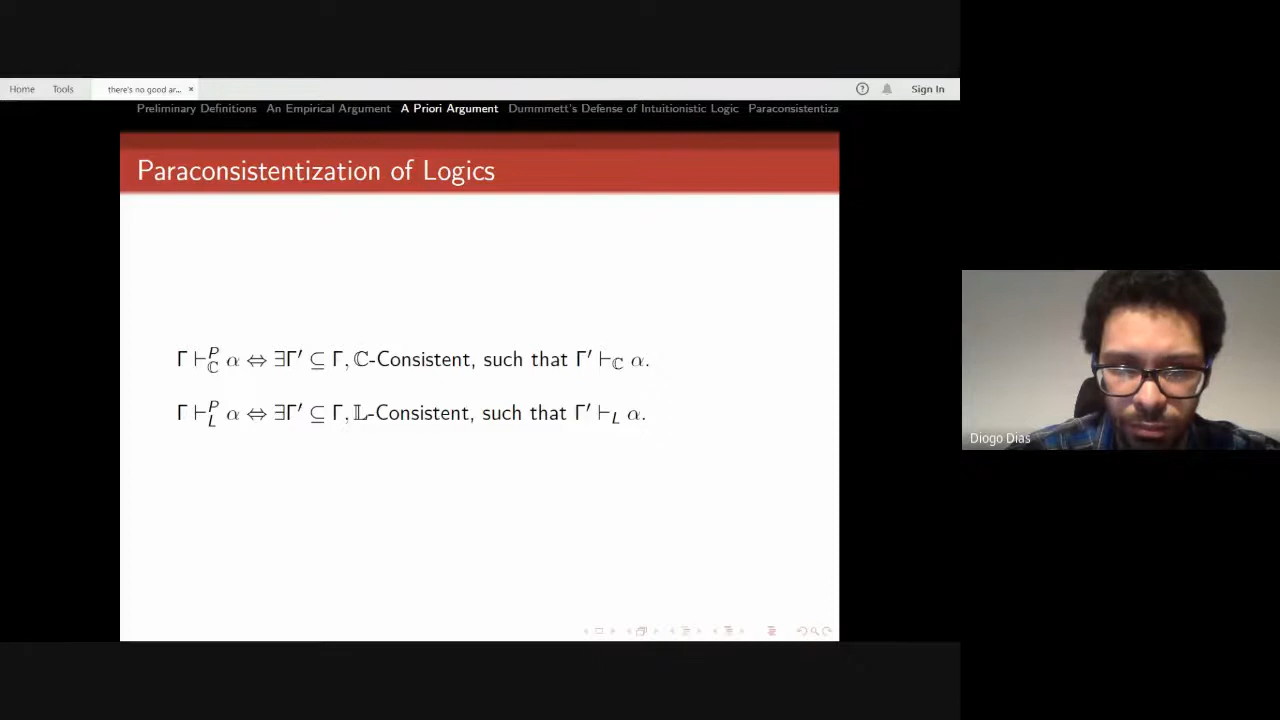 Home Tools there's no good ar... × Sign In
Preliminary Definitions An Empirical Argument A Priori Argument Dummmett's Defense of Intuitionistic Logic Paraconsistentiza
Paraconsistentization of Logics
Γ ⊢ᴾ_ℂ α ⇔ ∃Γ′ ⊆ Γ, ℂ-Consistent, such that Γ′ ⊢_ℂ α.
Γ ⊢ᴾ_L α ⇔ ∃Γ′ ⊆ Γ, 𝕃-Consistent, such that Γ′ ⊢_L α.
Diogo Dias